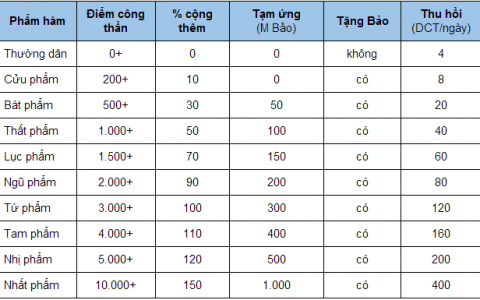 Phẩm hàm Điểm công thần % cộng thêm Tạm ứng (M Bảo) Tặng Bảo Thu hồi (DCT/ngày)
Thường dân 0+ 0 0 không 4
Cửu phẩm 200+ 10 0 có 8
Bát phẩm 500+ 30 50 có 20
Thất phẩm 1.000+ 50 100 có 40
Lục phẩm 1.500+ 70 150 có 60
Ngũ phẩm 2.000+ 90 200 có 80
Tứ phẩm 3.000+ 100 300 có 120
Tam phẩm 4.000+ 110 400 có 160
Nhị phẩm 5.000+ 120 500 có 200
Nhất phẩm 10.000+ 150 1.000 có 400